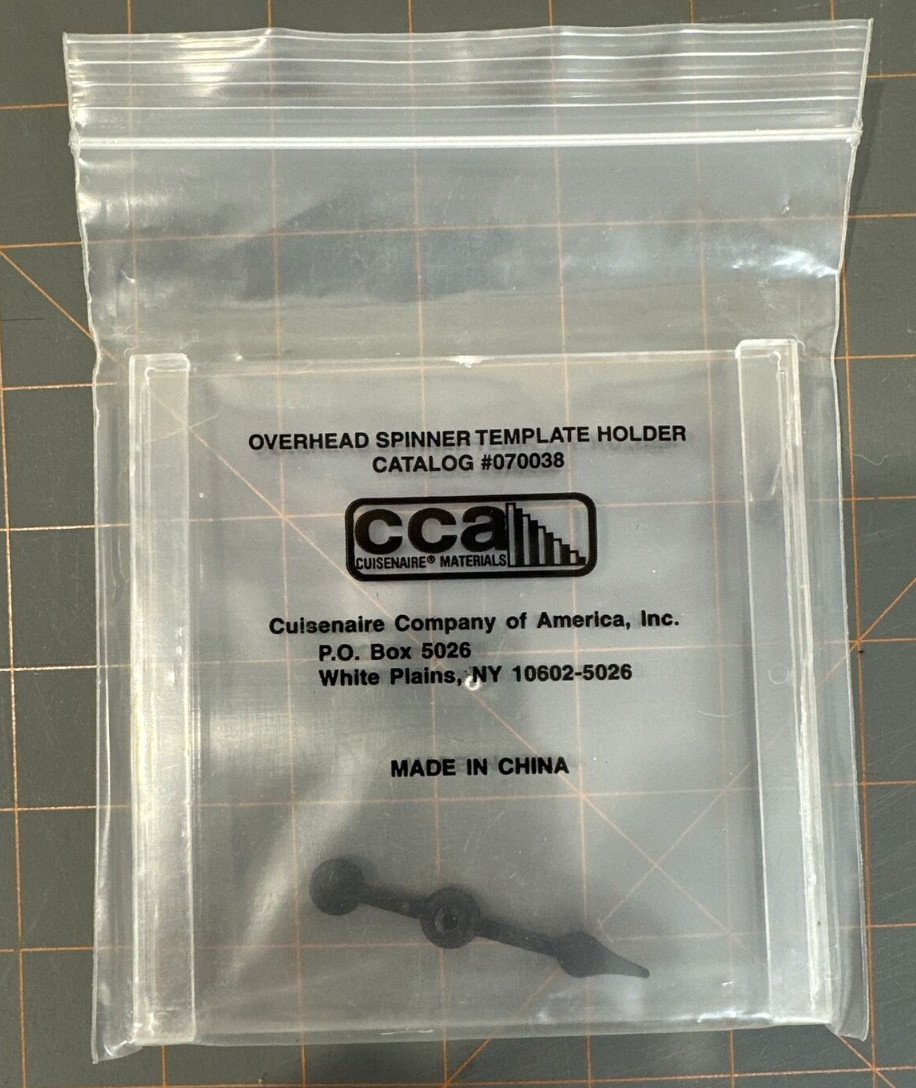 OVERHEAD SPINNER TEMPLATE HOLDER
CATALOG #070038
cca
CUISENAIRE® MATERIALS
Cuisenaire Company of America, Inc.
P.O. Box 5026
White Plains, NY 10602-5026
MADE IN CHINA